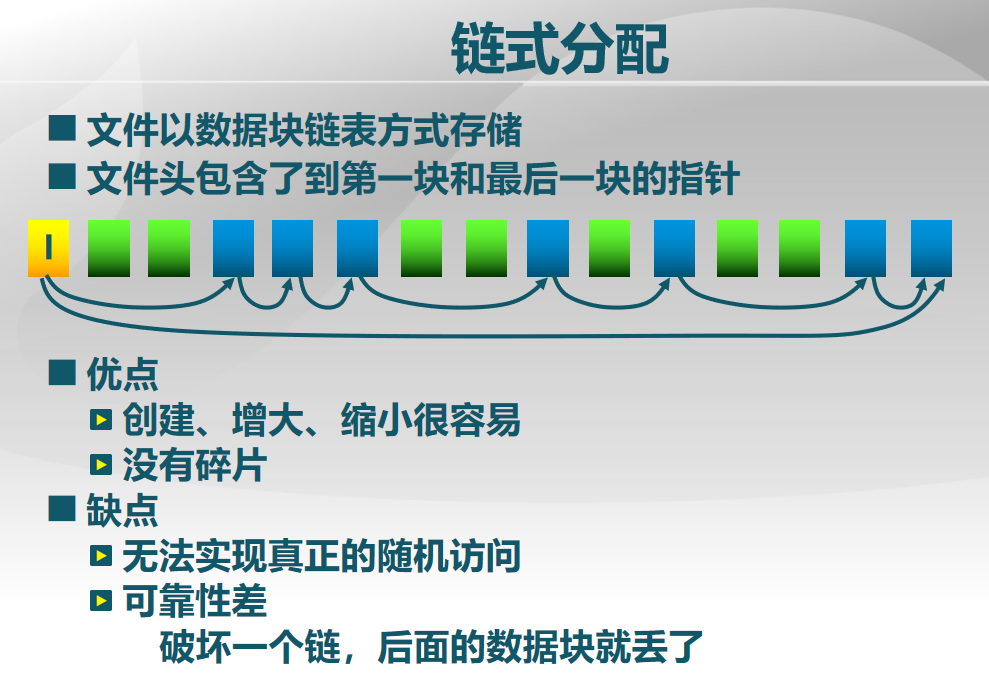 链式分配
文件以数据块链表方式存储
文件头包含了到第一块和最后一块的指针
I
优点
创建、增大、缩小很容易
没有碎片
缺点
无法实现真正的随机访问
可靠性差
破坏一个链，后面的数据块就丢了